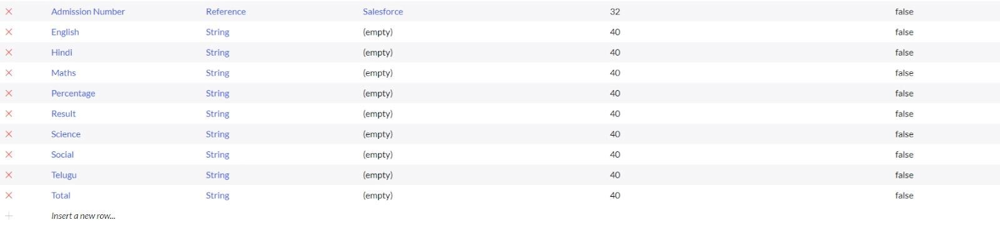 Admission Number Reference Salesforce 32 false
English String (empty) 40 false
Hindi String (empty) 40 false
Maths String (empty) 40 false
Percentage String (empty) 40 false
Result String (empty) 40 false
Science String (empty) 40 false
Social String (empty) 40 false
Telugu String (empty) 40 false
Total String (empty) 40 false
Insert a new row...